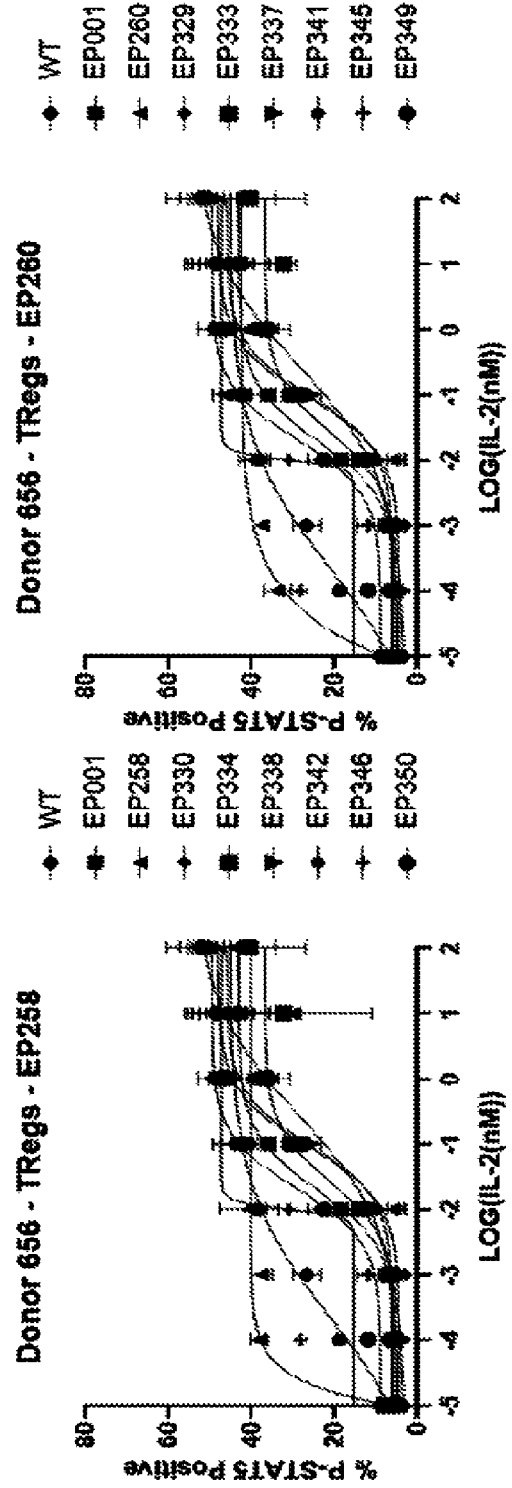 Donor 656 - TRegs - EP258
% P-STAT5 Positive
80
60
40
20
0
-5
-4
-3
-2
-1
0
1
2
LOG(IL-2(nM))
WT
EP001
EP258
EP330
EP334
EP338
EP342
EP346
EP350
Donor 656 - TRegs - EP260
% P-STAT5 Positive
80
60
40
20
0
-5
-4
-3
-2
-1
0
1
2
LOG(IL-2(nM))
WT
EP001
EP260
EP329
EP333
EP337
EP341
EP345
EP349